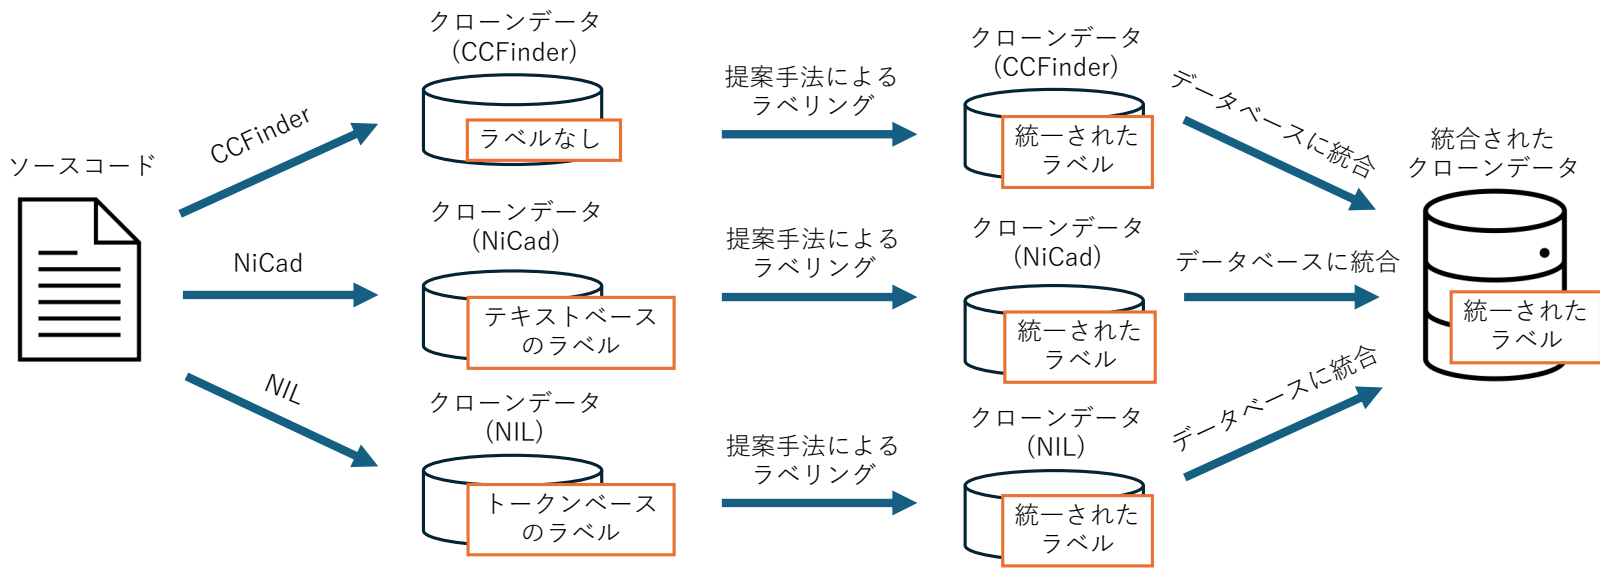 ソースコード
CCFinder
NiCad
NIL
クローンデータ
(CCFinder)
ラベルなし
クローンデータ
(NiCad)
テキストベース
のラベル
クローンデータ
(NIL)
トークンベース
のラベル
提案手法による
ラベリング
提案手法による
ラベリング
提案手法による
ラベリング
クローンデータ
(CCFinder)
統一された
ラベル
クローンデータ
(NiCad)
統一された
ラベル
クローンデータ
(NIL)
統一された
ラベル
データベースに統合
データベースに統合
データベースに統合
統合された
クローンデータ
統一された
ラベル